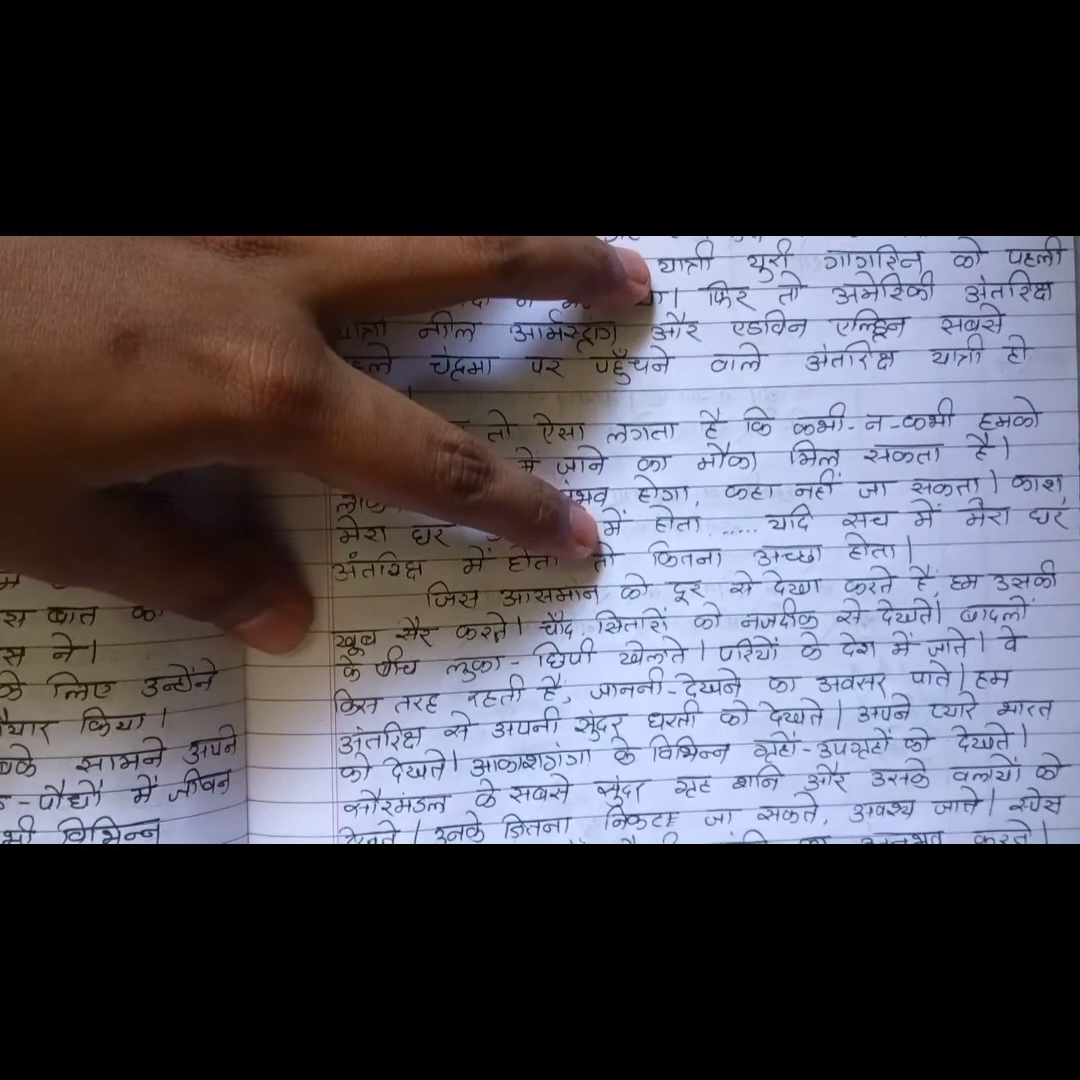 स बात क
स ने।
के लिए उन्होंने
यार किया।
सामने अपने
पौधों में जीवन
विभिन्न
यात्री युरी गागरिन को पहली
फिर तो अमेरिकी अंतरिक्ष
नील आर्मस्ट्रांग और एडविन एल्ड्रिन सबसे
चंद्रमा पर पहुँचने वाले अंतरिक्ष यात्री हो
तो ऐसा लगता है कि कभी-न-कभी हमको
में जाने का मौका मिल सकता है।
होगा, कहा नहीं जा सकता। काश,
मेरा घर में होता ..... यदि सच में मेरा घर
अंतरिक्ष में होता तो कितना अच्छा होता।
जिस आसमान को दूर से देखा करते हैं, हम उसकी
खूब सैर करते। चाँद, सितारों को नजदीक से देखते। बादलों
के बीच लुका-छिपी खेलते। परियों के देश में जाते। वे
किस तरह रहती हैं, जाननी-देखने का अवसर पाते। हम
अंतरिक्ष से अपनी सुंदर धरती को देखते। अपने प्यारे भारत
को देखते। आकाशगंगा के विभिन्न ग्रहों-उपग्रहों को देखते।
सौरमंडल के सबसे सुंदर ग्रह शनि और उसके वलयों को
देखते। उनके जितना निकट जा सकते, अवश्य जाते। स्पेस
अनुभव करते।